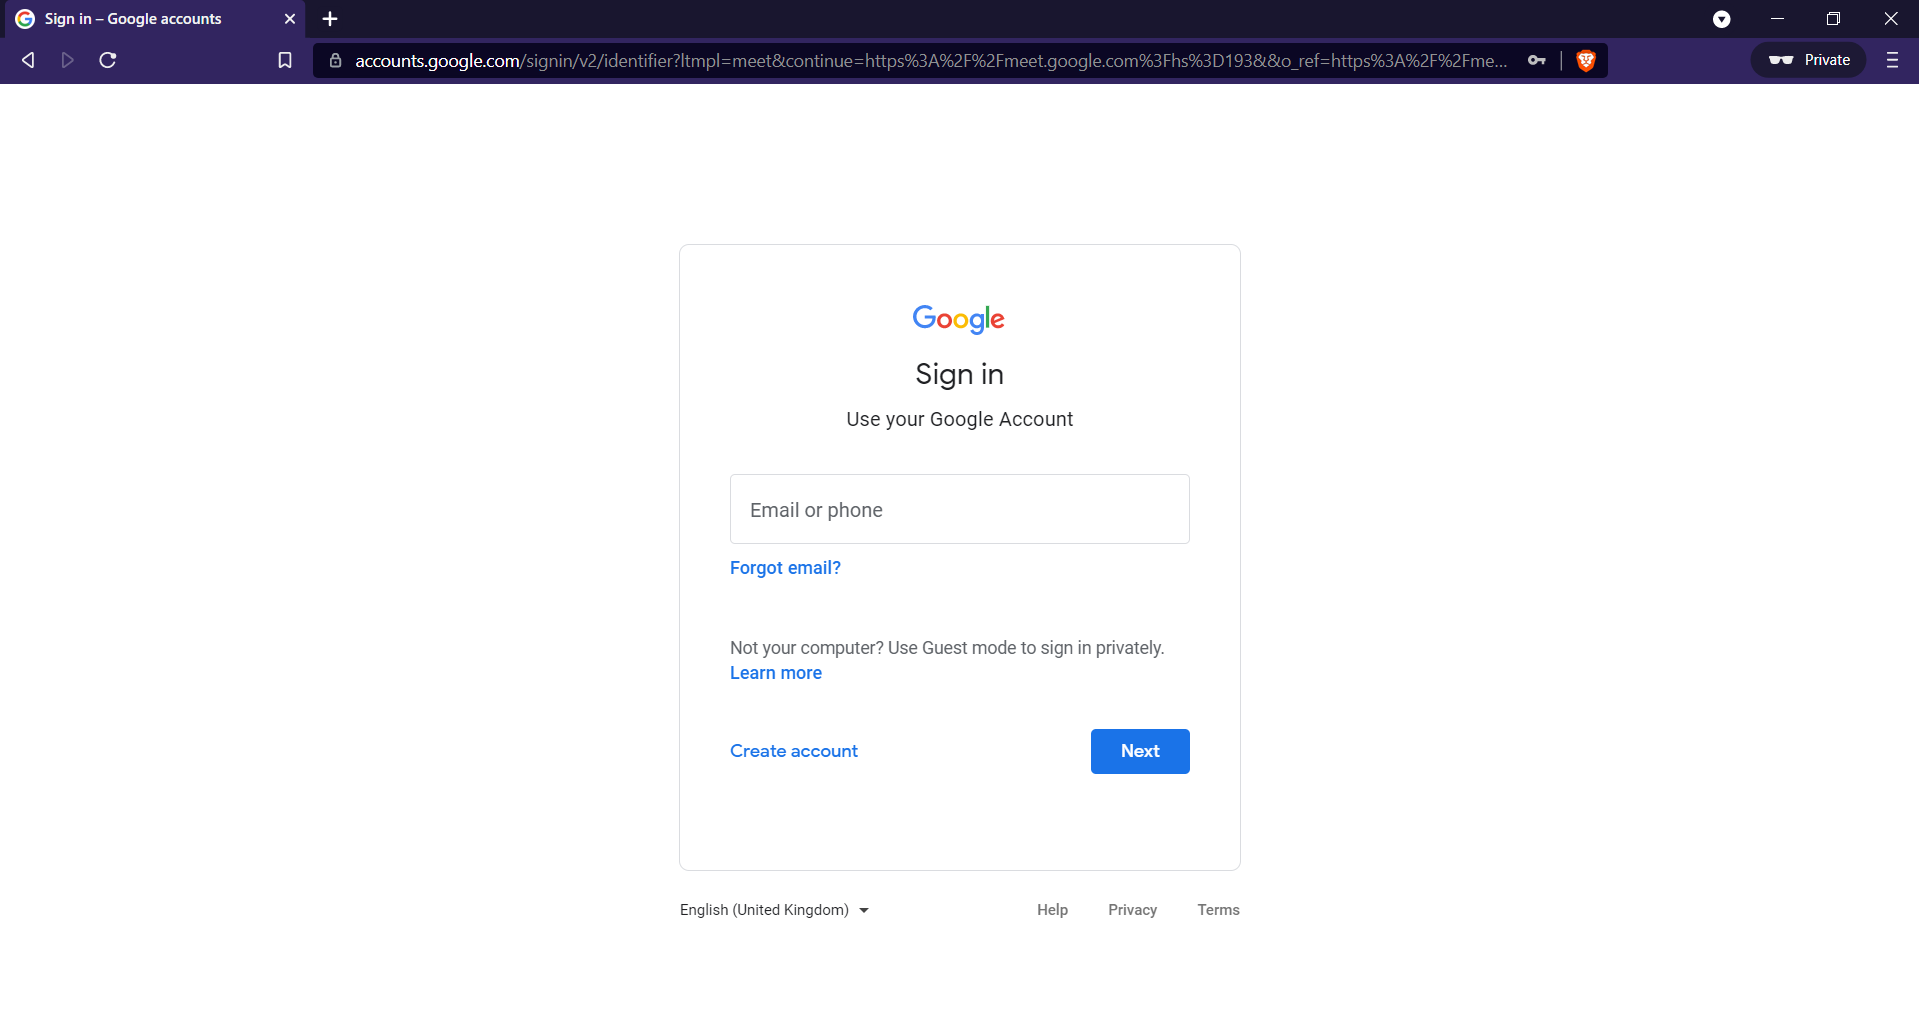 Sign in – Google accounts
accounts.google.com/signin/v2/identifier?ltmpl=meet&continue=https%3A%2F%2Fmeet.google.com%3Fhs%3D193&&o_ref=https%3A%2F%2Fme...
Private
Google
Sign in
Use your Google Account
Email or phone
Forgot email?
Not your computer? Use Guest mode to sign in privately.
Learn more
Create account
Next
English (United Kingdom)
Help
Privacy
Terms